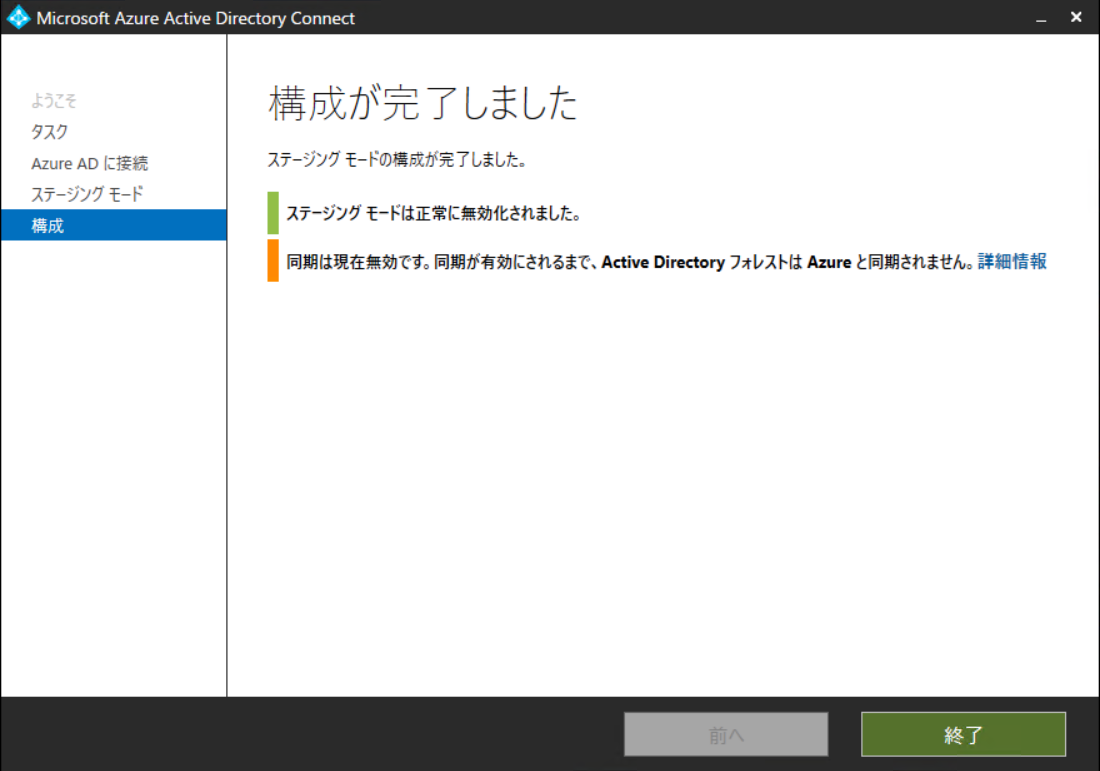 Microsoft Azure Active Directory Connect
ようこそ
タスク
Azure AD に接続
ステージング モード
構成
構成が完了しました
ステージング モードの構成が完了しました。
ステージング モードは正常に無効化されました。
同期は現在無効です。同期が有効にされるまで、Active Directory フォレストは Azure と同期されません。詳細情報
前へ
終了